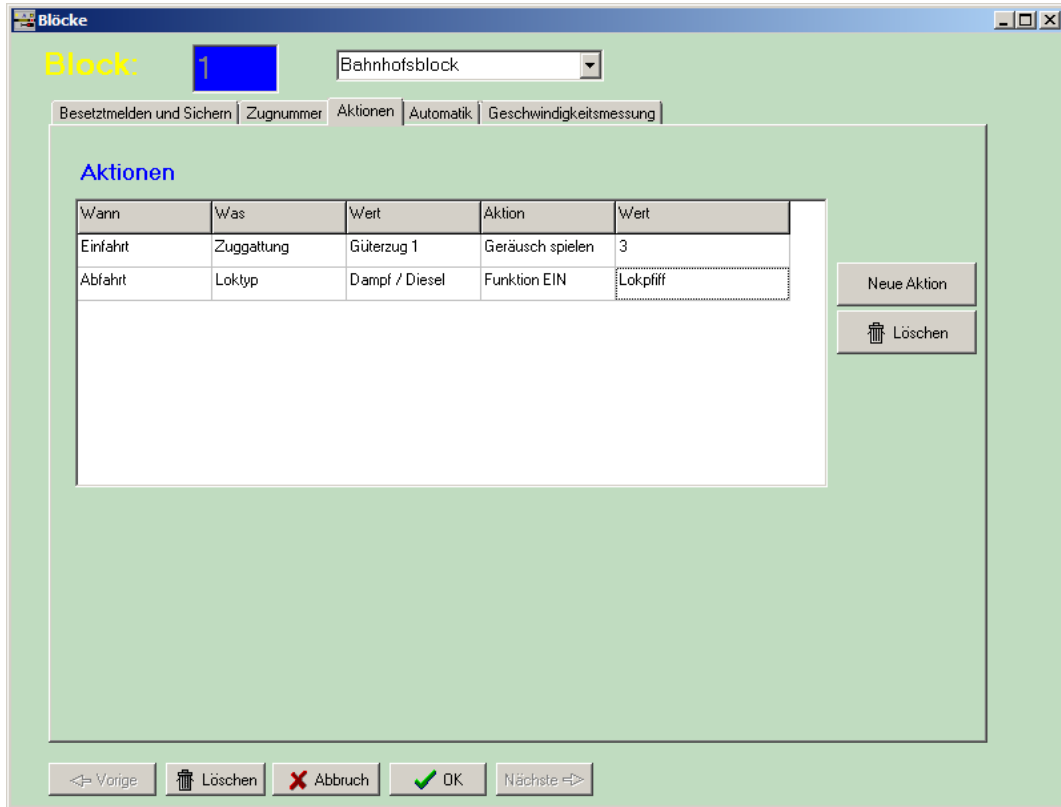 Blöcke
Block: 1 Bahnhofsblock
Besetztmelden und Sichern Zugnummer Aktionen Automatik Geschwindigkeitsmessung
Aktionen
Wann Was Wert Aktion Wert
Einfahrt Zuggattung Güterzug 1 Geräusch spielen 3
Abfahrt Loktyp Dampf / Diesel Funktion EIN Lokpfiff
Neue Aktion
Löschen
Vorige Löschen Abbruch OK Nächste